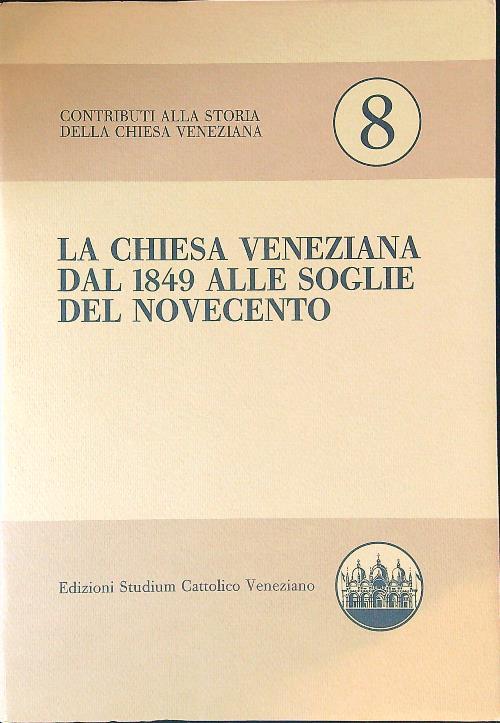 CONTRIBUTI ALLA STORIA
DELLA CHIESA VENEZIANA
8
LA CHIESA VENEZIANA
DAL 1849 ALLE SOGLIE
DEL NOVECENTO
Edizioni Studium Cattolico Veneziano